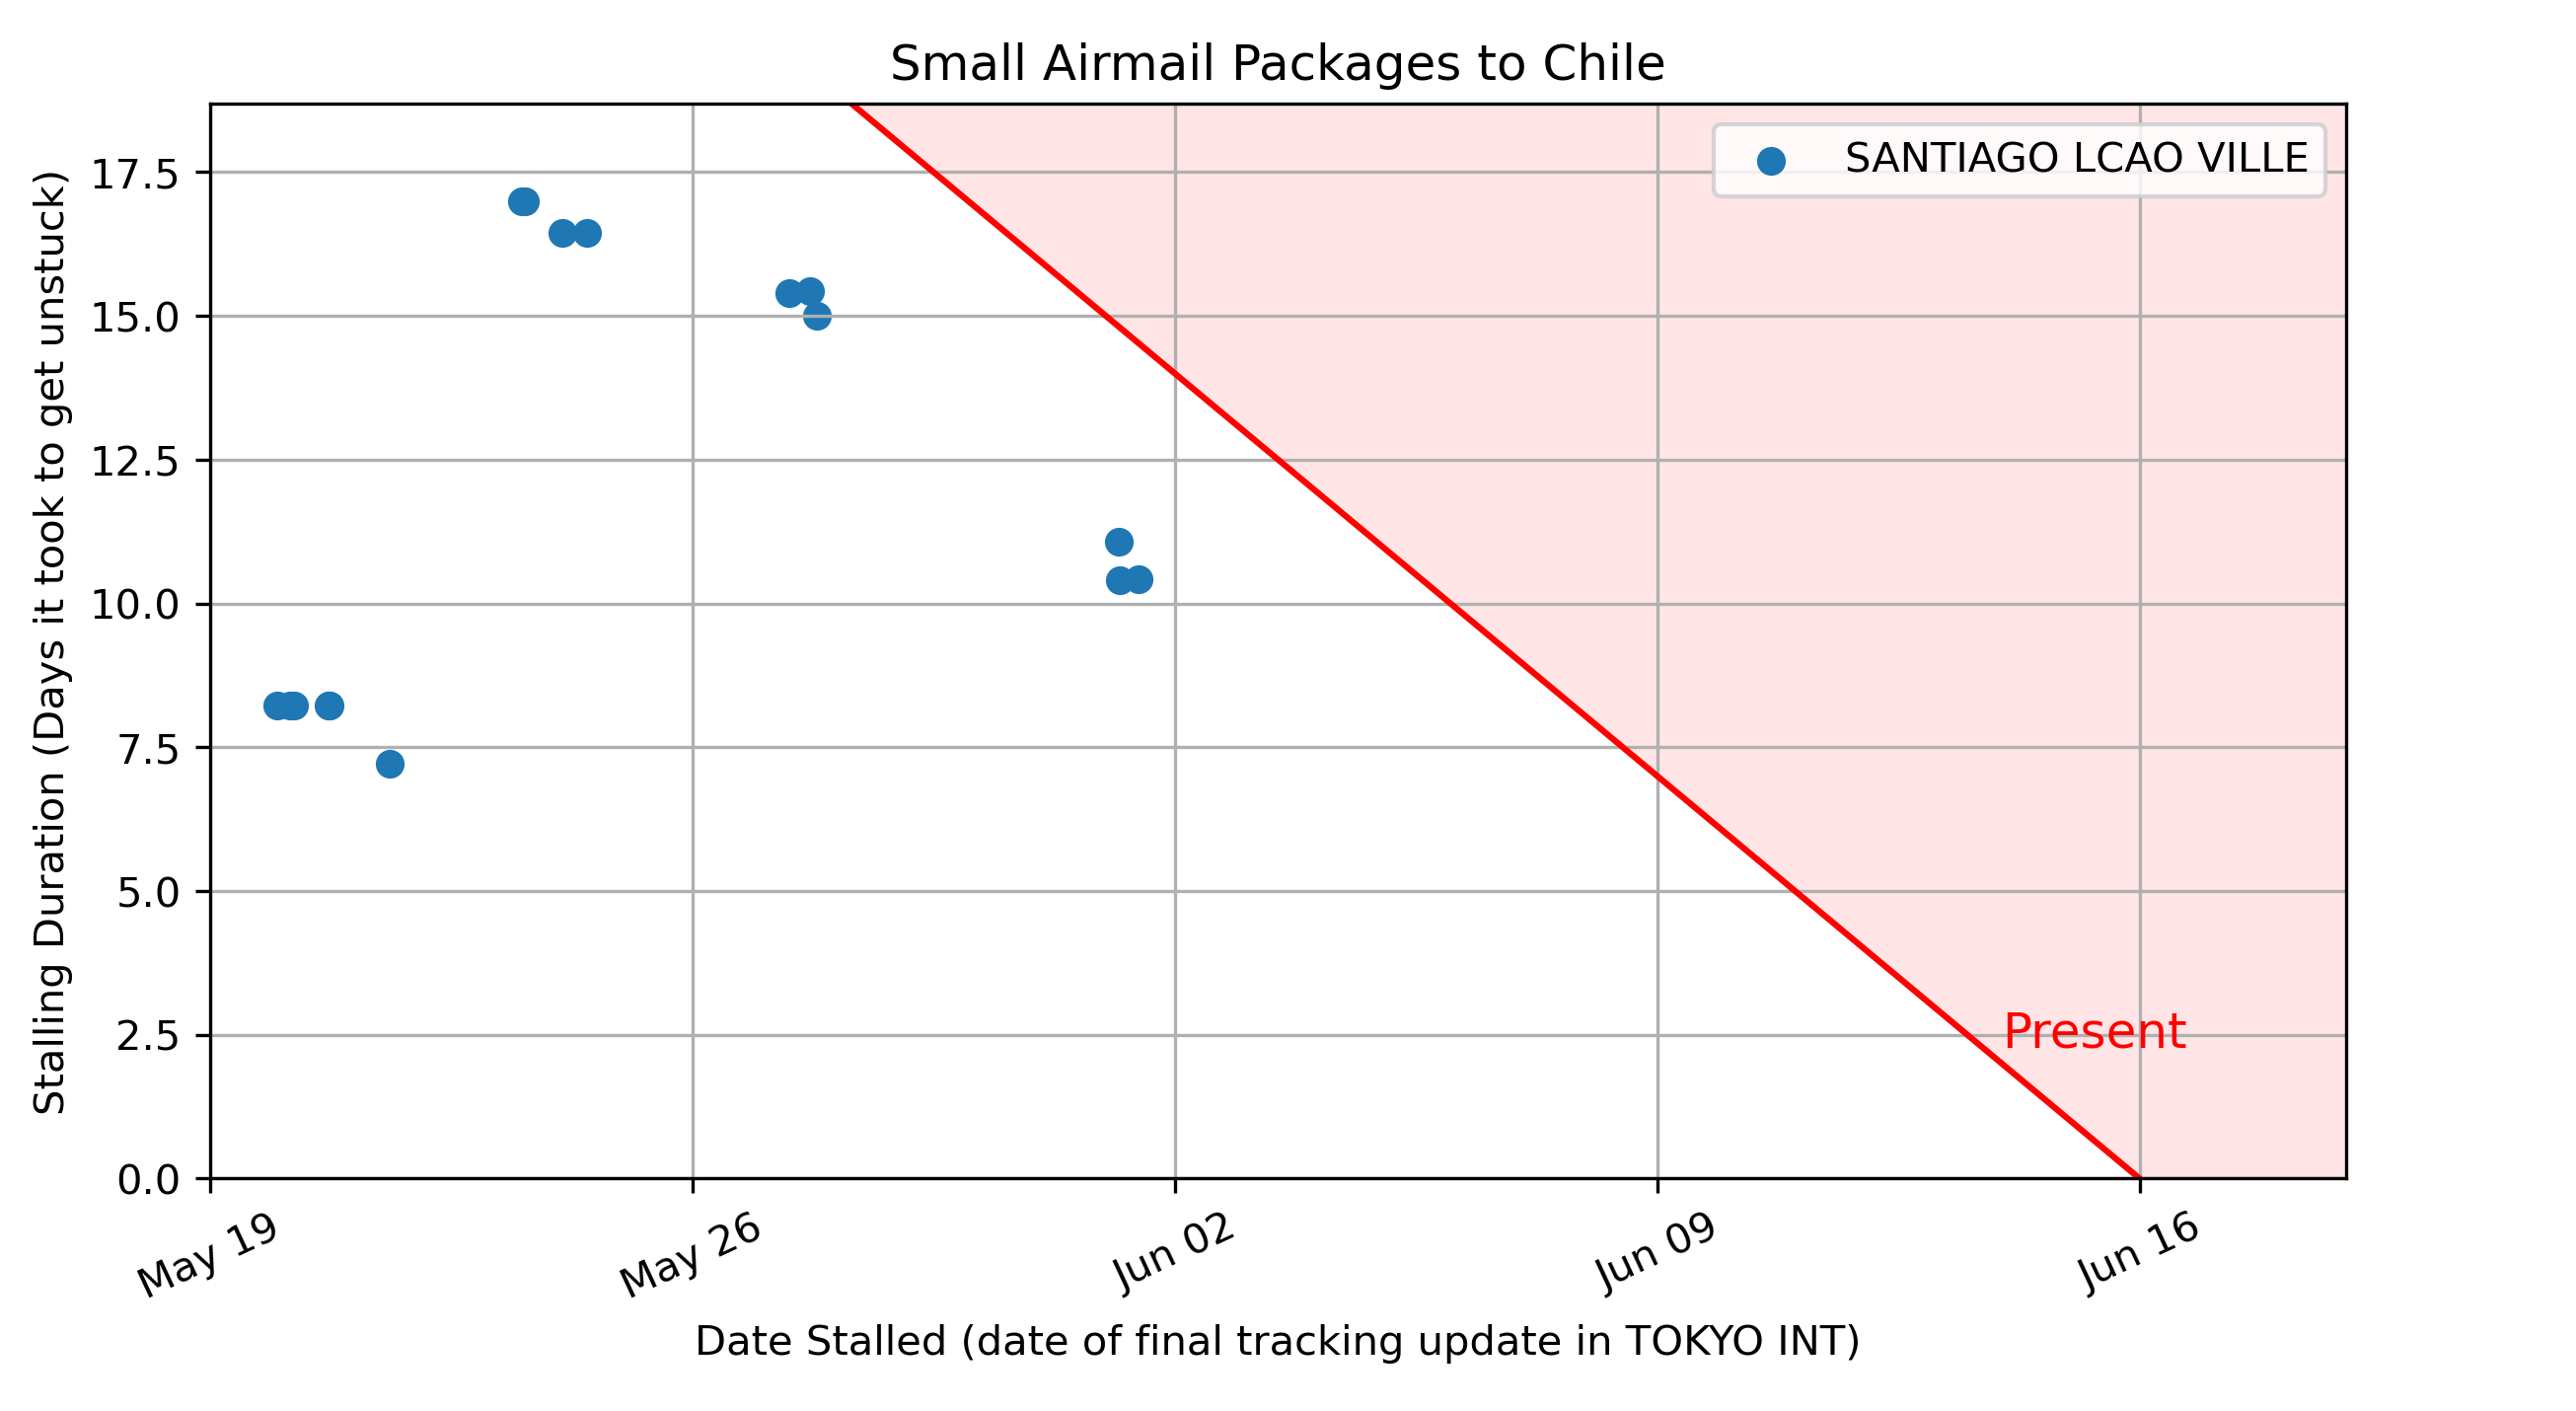 Small Airmail Packages to Chile
SANTIAGO LCAO VILLE
Stalling Duration (Days it took to get unstuck)
17.5
15.0
12.5
10.0
7.5
5.0
2.5
0.0
Present
May 19
May 26
Jun 02
Jun 09
Jun 16
Date Stalled (date of final tracking update in TOKYO INT)